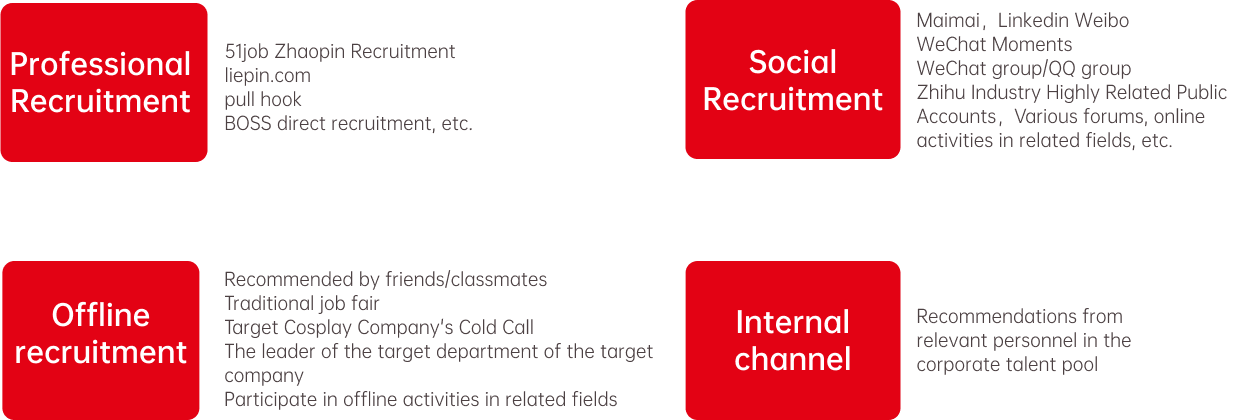 Professional
Recruitment
51job Zhaopin Recruitment
liepin.com
pull hook
BOSS direct recruitment, etc.
Social
Recruitment
Maimai，Linkedin Weibo
WeChat Moments
WeChat group/QQ group
Zhihu Industry Highly Related Public
Accounts，Various forums, online
activities in related fields, etc.
Offline
recruitment
Recommended by friends/classmates
Traditional job fair
Target Cosplay Company's Cold Call
The leader of the target department of the target
company
Participate in offline activities in related fields
Internal
channel
Recommendations from
relevant personnel in the
corporate talent pool